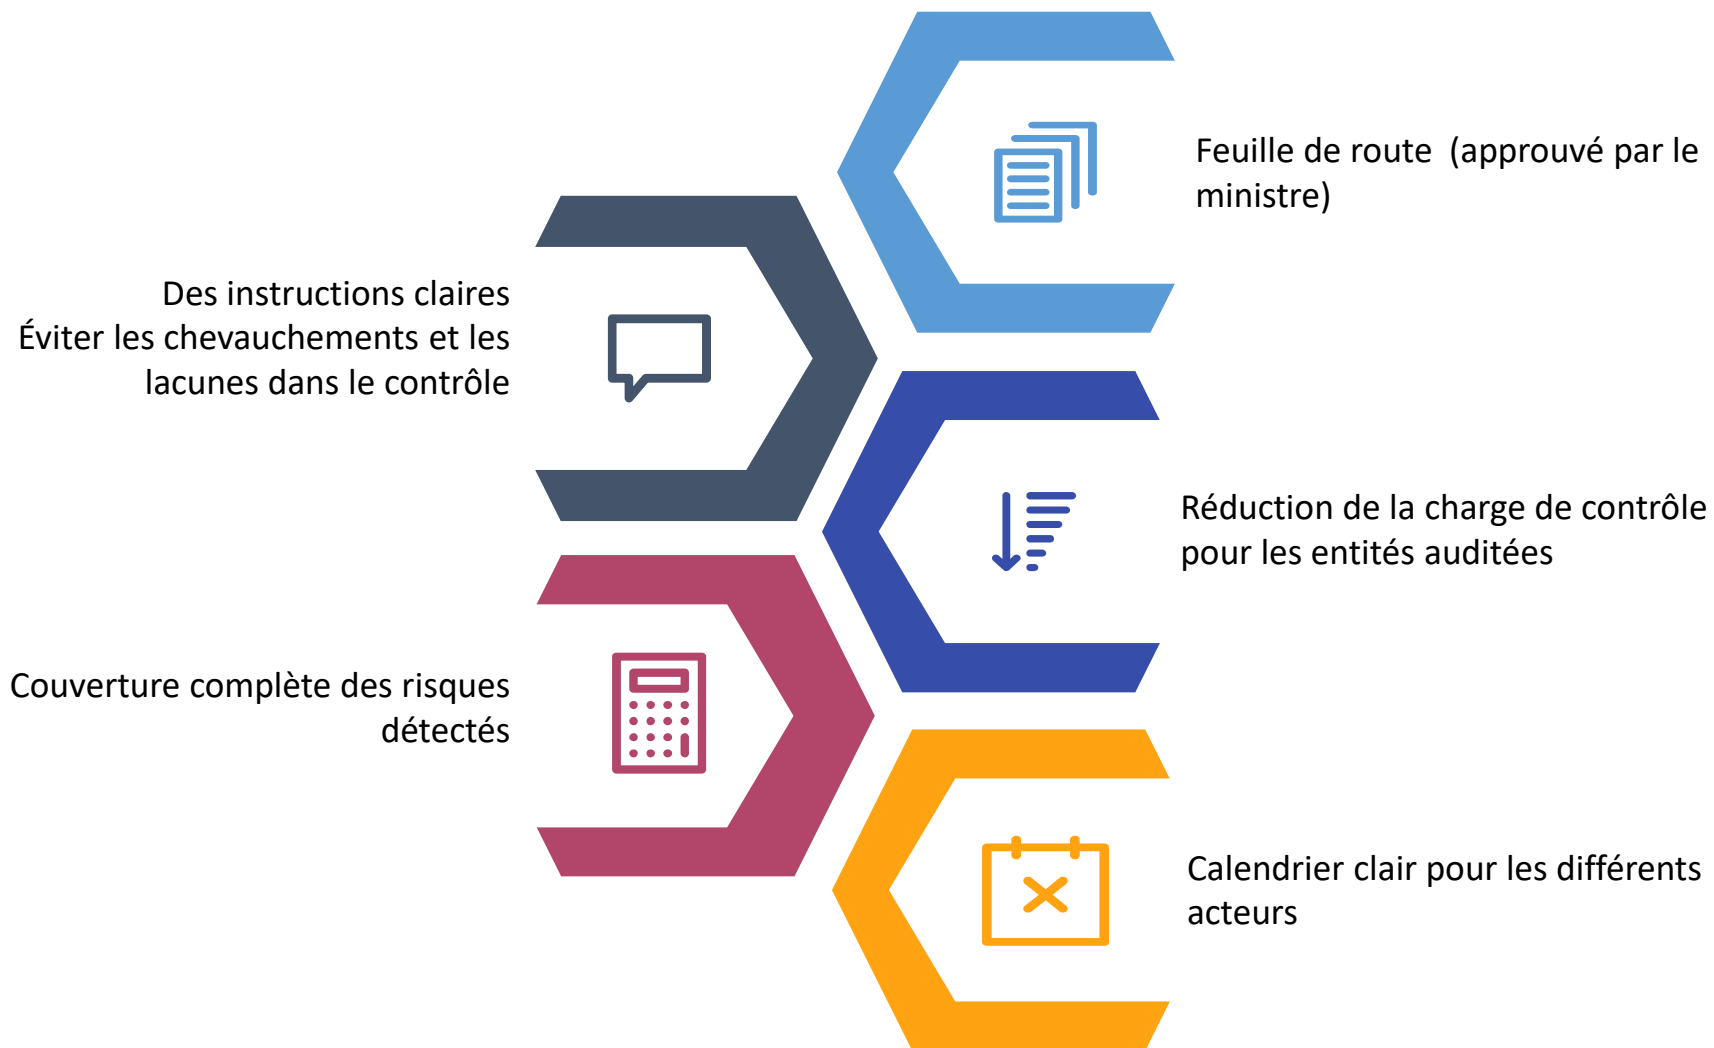 Feuille de route  (approuvé par le
ministre)
Des instructions claires
Éviter les chevauchements et les
lacunes dans le contrôle
Réduction de la charge de contrôle
pour les entités auditées
Couverture complète des risques
détectés
Calendrier clair pour les différents
acteurs